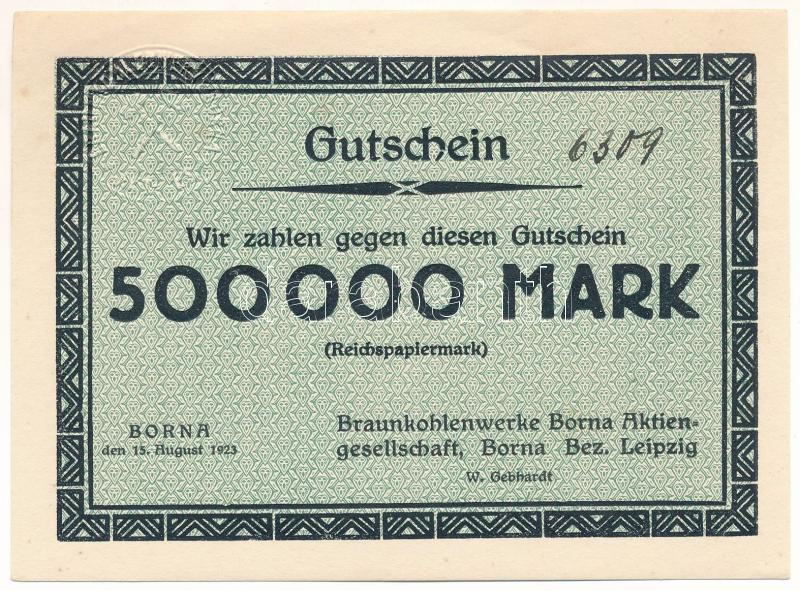 Gutschein 6309
Wir zahlen gegen diesen Gutschein
500000 MARK
(Reichspapiermark)
BORNA
den 15. August 1923
Braunkohlenwerke Borna Aktien-
gesellschaft, Borna Bez. Leipzig
W. Gebhardt